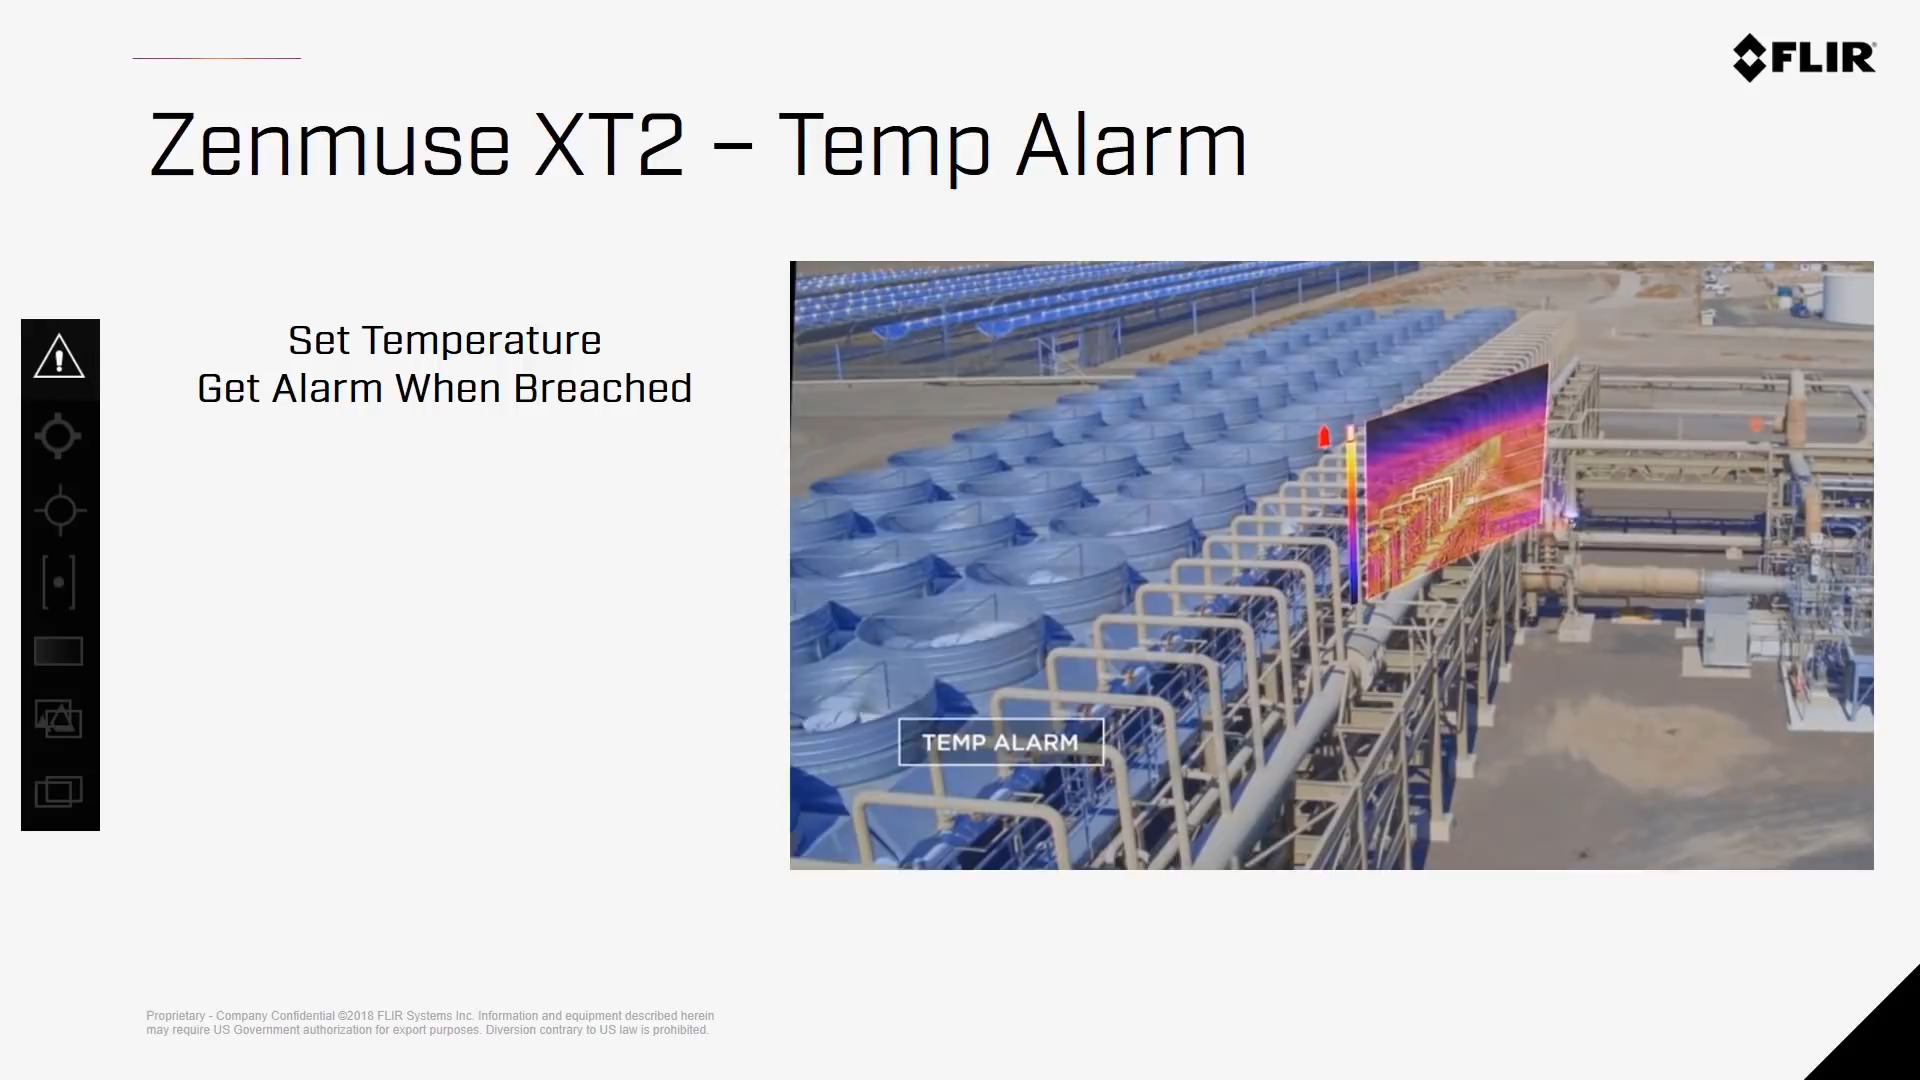 FLIR
Zenmuse XT2 – Temp Alarm
Set Temperature
Get Alarm When Breached
TEMP ALARM
Proprietary - Company Confidential ©2018 FLIR Systems Inc. Information and equipment described herein
may require US Government authorization for export purposes. Diversion contrary to US law is prohibited.